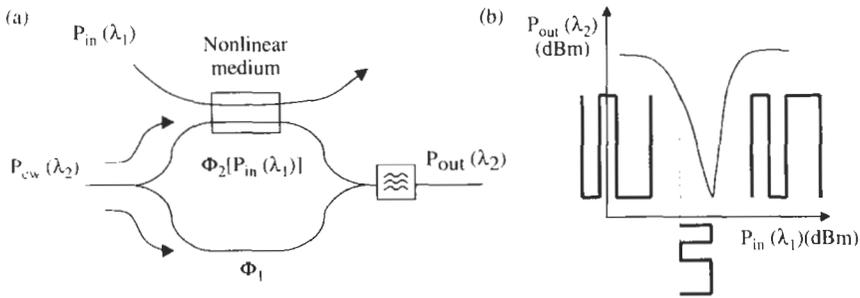 (a)
P_in (λ₁)
Nonlinear
medium
P_cw (λ₂)
Φ₂[P_in (λ₁)]
P_out (λ₂)
Φ₁
(b)
P_out (λ₂)
(dBm)
P_in (λ₁)(dBm)